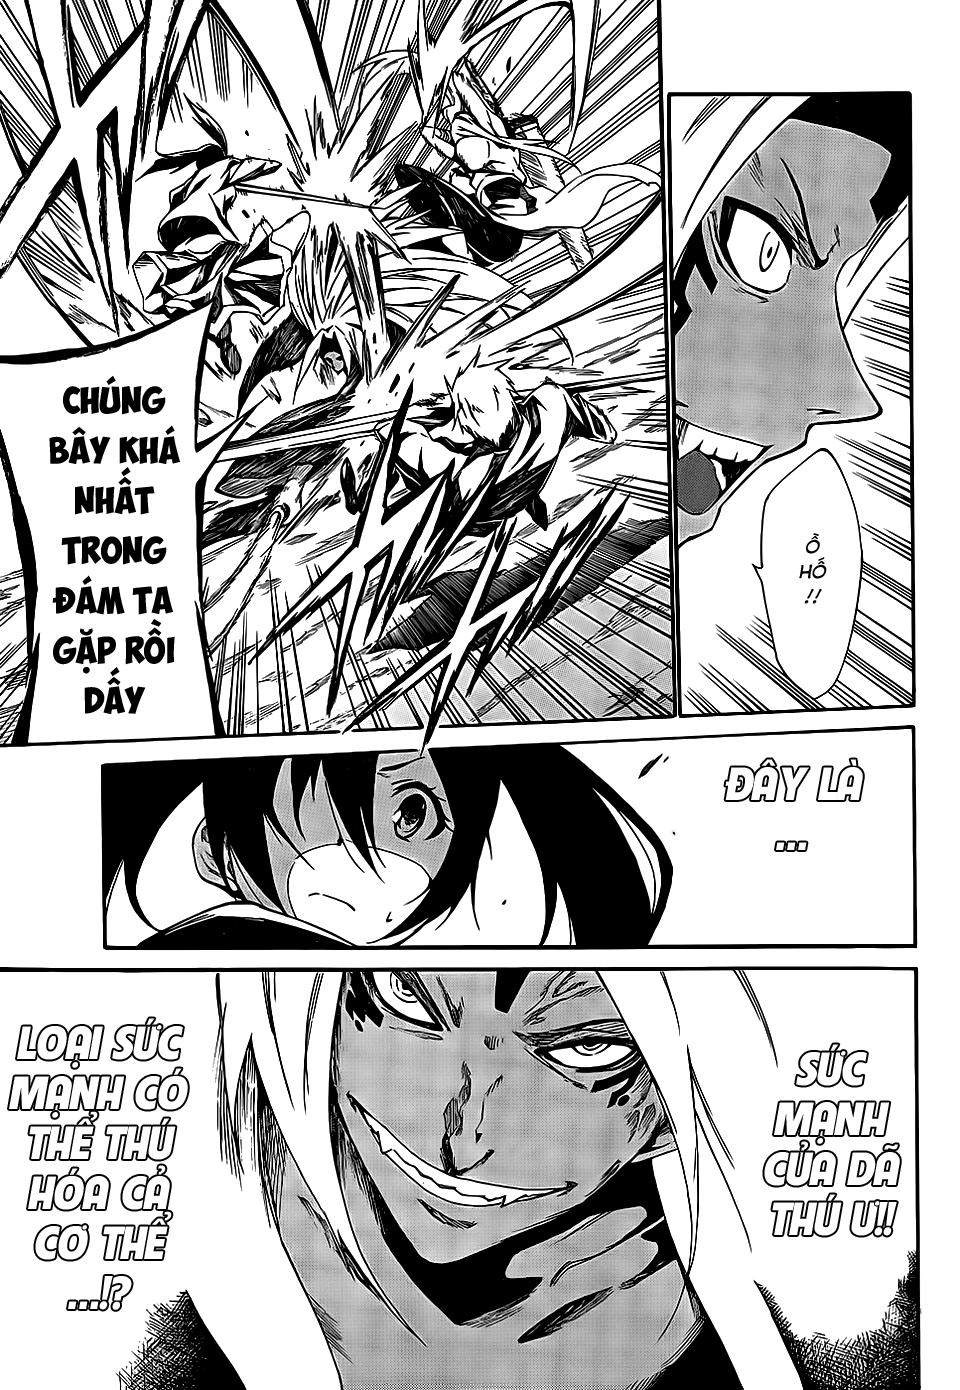 Ồ
HỐ
!!
CHÚNG
BÂY KHÁ
NHẤT
TRONG
ĐÁM TA
GẶP RỒI
DẤY
ĐÂY LÀ
...
SỨC
MẠNH
CỦA DÃ
THÚ Ư!!
LOẠI SỨC
MẠNH CÓ
THỂ THÚ
HÓA CẢ
CƠ THỂ
...!?